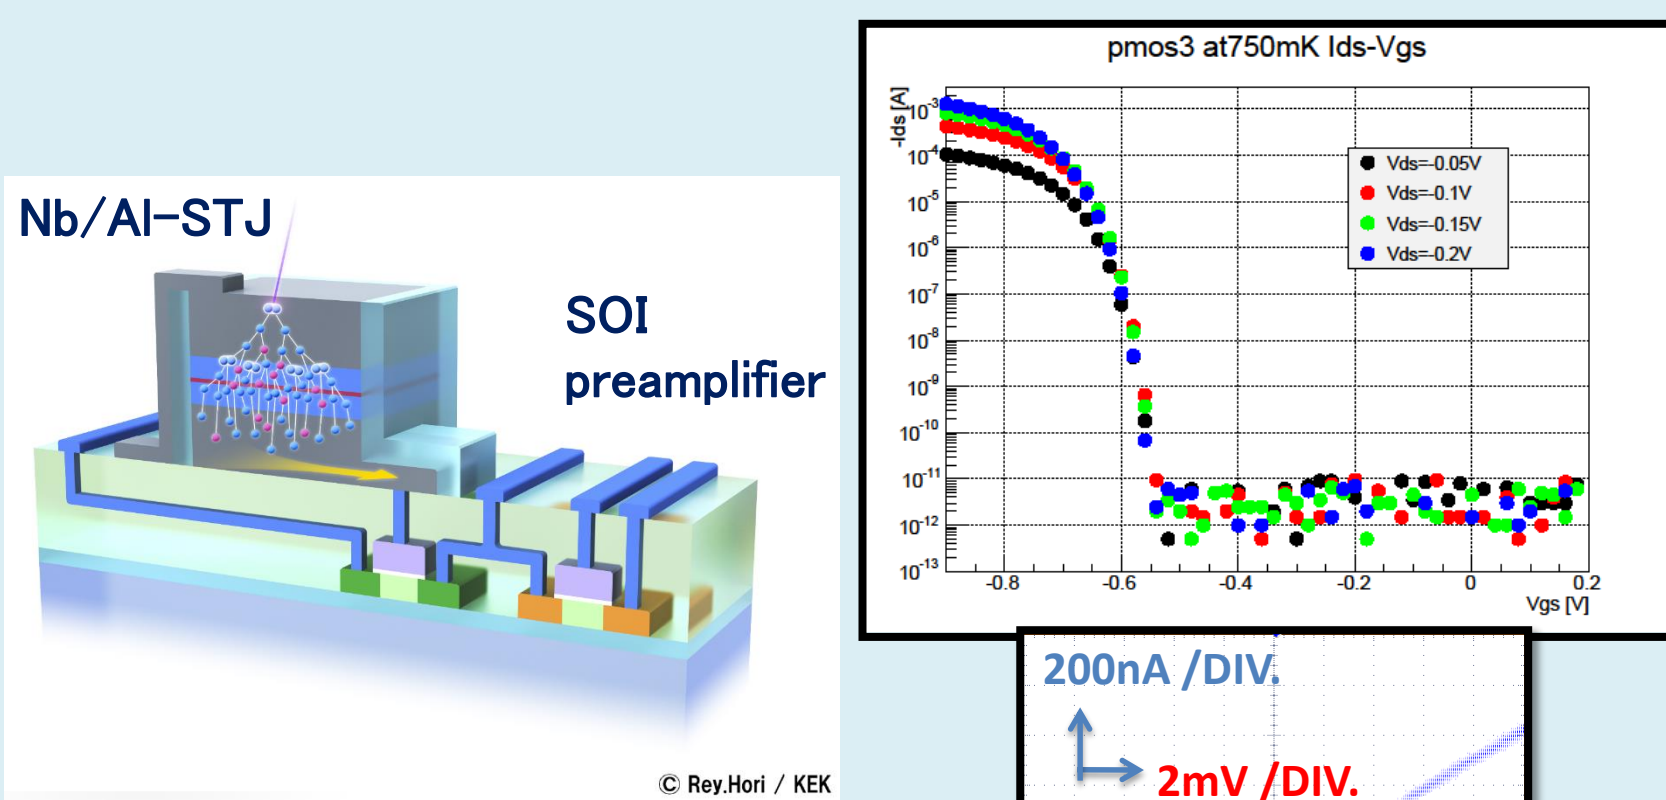 Nb/Al-STJ
SOI
preamplifier
© Rey.Hori / KEK
pmos3 at750mK Ids-Vgs
-Ids [A]
10-3
10-4
10-5
10-6
10-7
10-8
10-9
10-10
10-11
10-12
10-13
Vds=-0.05V
Vds=-0.1V
Vds=-0.15V
Vds=-0.2V
-0.8 -0.6 -0.4 -0.2 0 0.2
Vgs [V]
200nA /DIV.
2mV /DIV.